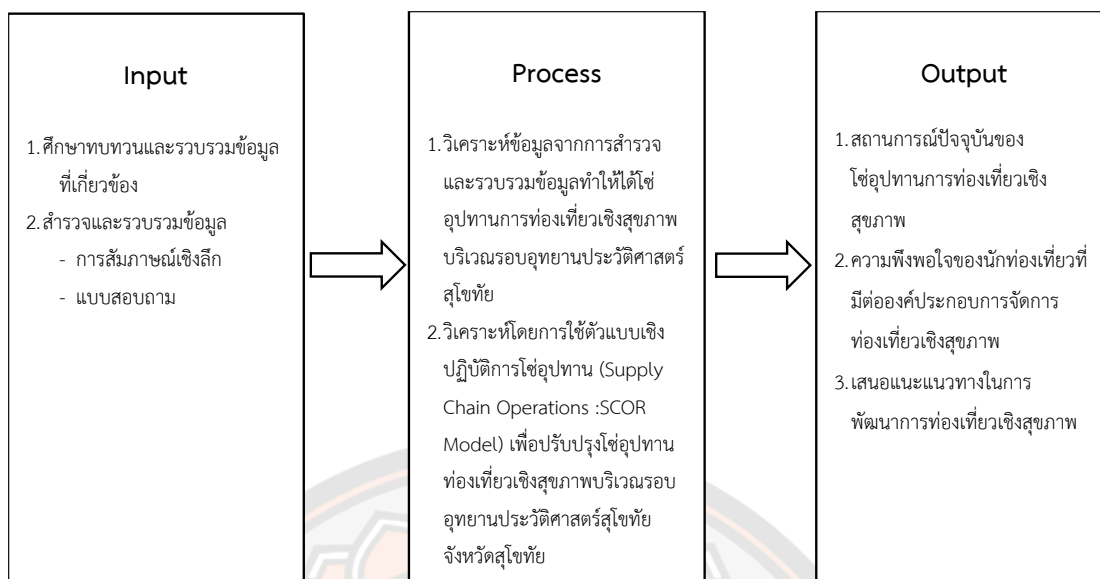 Input
1.ศึกษาทบทวนและรวบรวมข้อมูล
ที่เกี่ยวข้อง
2.สำรวจและรวบรวมข้อมูล
- การสัมภาษณ์เชิงลึก
- แบบสอบถาม
Process
1.วิเคราะห์ข้อมูลจากการสำรวจ
และรวบรวมข้อมูลทำให้ได้โซ่
อุปทานการท่องเที่ยวเชิงสุขภาพ
บริเวณรอบอุทยานประวัติศาสตร์
สุโขทัย
2.วิเคราะห์โดยการใช้ตัวแบบเชิง
ปฏิบัติการโซ่อุปทาน (Supply
Chain Operations :SCOR
Model) เพื่อปรับปรุงโซ่อุปทาน
ท่องเที่ยวเชิงสุขภาพบริเวณรอบ
อุทยานประวัติศาสตร์สุโขทัย
จังหวัดสุโขทัย
Output
1.สถานการณ์ปัจจุบันของ
โซ่อุปทานการท่องเที่ยวเชิง
สุขภาพ
2.ความพึงพอใจของนักท่องเที่ยวที่
มีต่อองค์ประกอบการจัดการ
ท่องเที่ยวเชิงสุขภาพ
3.เสนอแนะแนวทางในการ
พัฒนาการท่องเที่ยวเชิงสุขภาพ